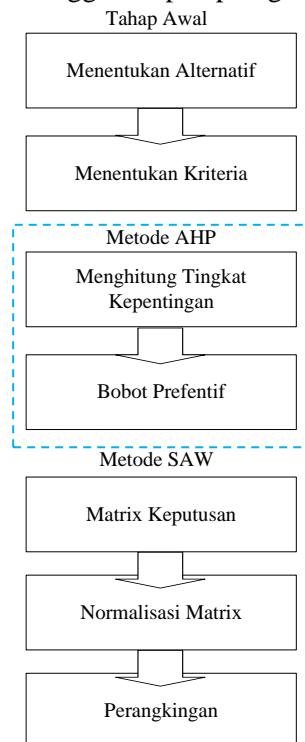 Tahap Awal
Menentukan Alternatif
Menentukan Kriteria
Metode AHP
Menghitung Tingkat
Kepentingan
Bobot Prefentif
Metode SAW
Matrix Keputusan
Normalisasi Matrix
Perangkingan